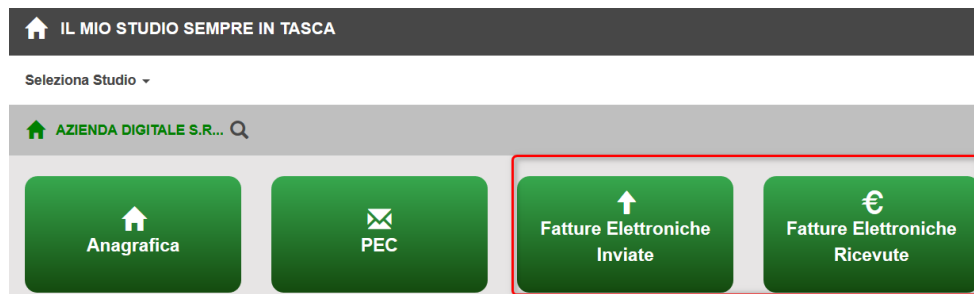 IL MIO STUDIO SEMPRE IN TASCA
Seleziona Studio
AZIENDA DIGITALE S.R...
Anagrafica
PEC
Fatture Elettroniche
Inviate
€
Fatture Elettroniche
Ricevute